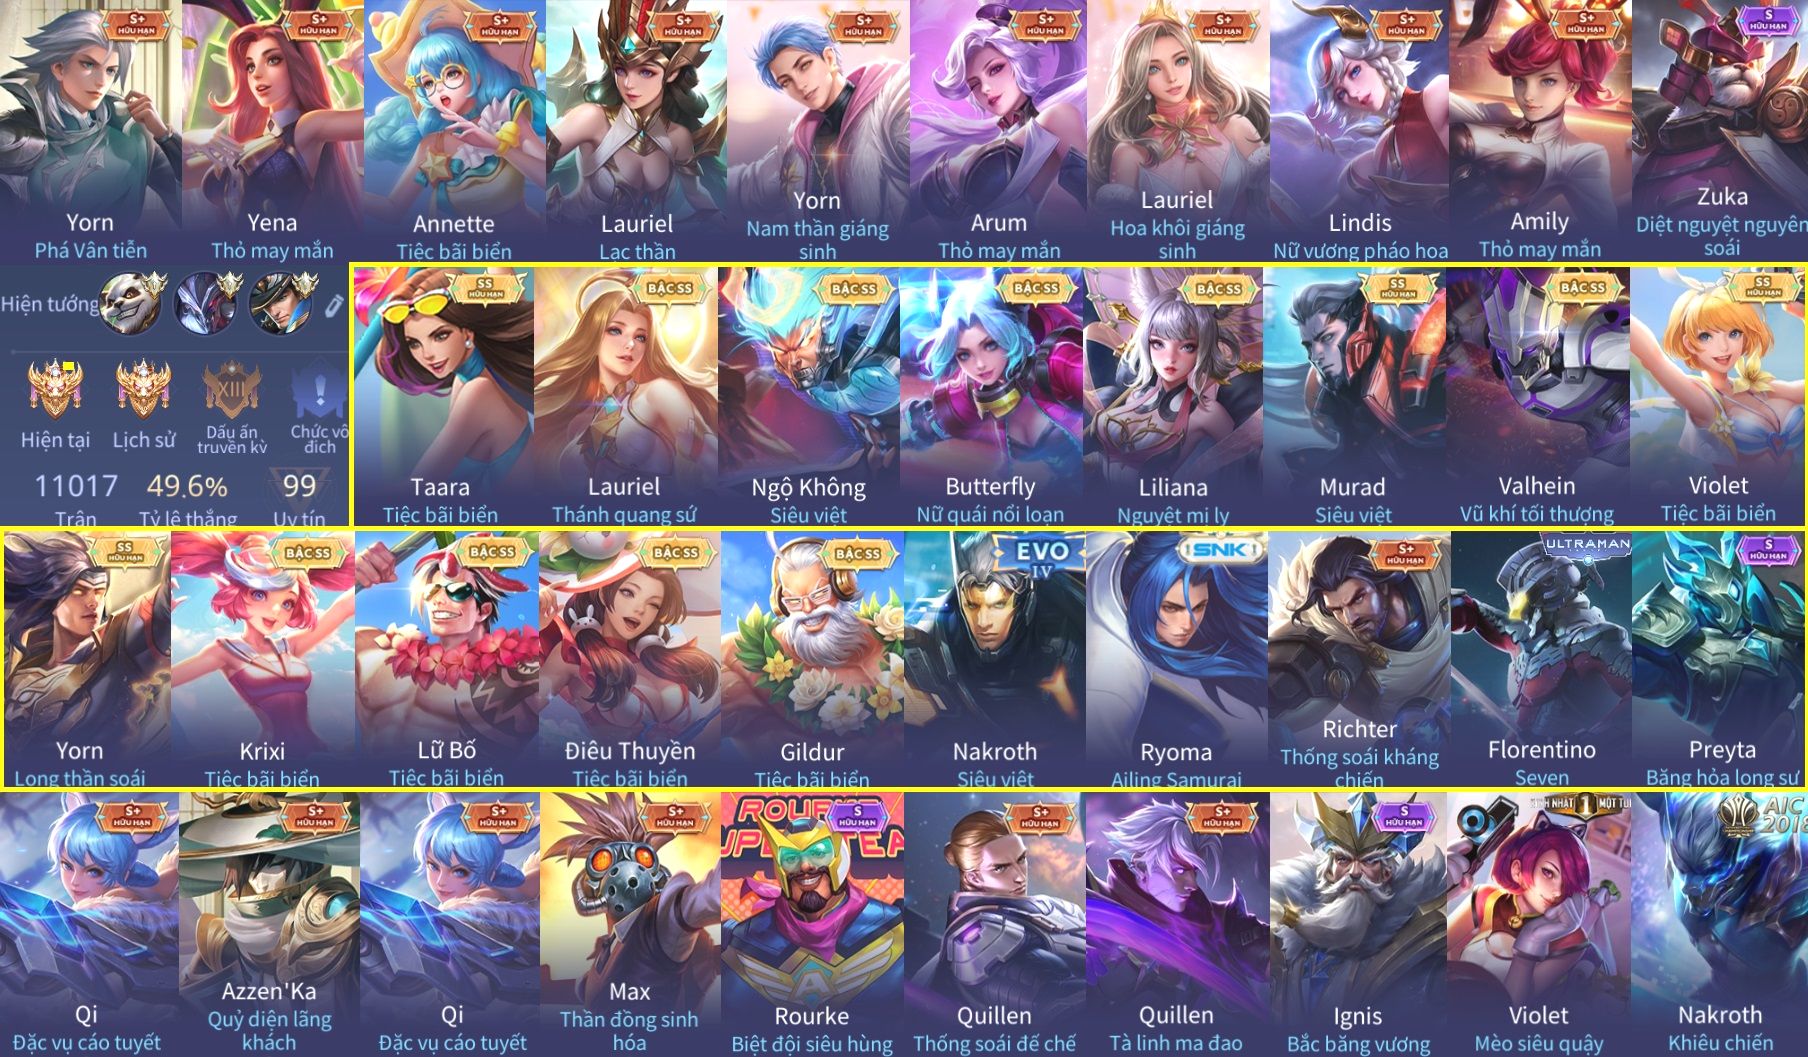 S+
HỮU HẠN
Yorn
Phá Vân tiễn
S+
HỮU HẠN
Yena
Thỏ may mắn
S+
HỮU HẠN
Annette
Tiệc bãi biển
S+
HỮU HẠN
Lauriel
Lạc thần
S+
HỮU HẠN
Yorn
Nam thần giáng
sinh
S+
HỮU HẠN
Arum
Thỏ may mắn
S+
HỮU HẠN
Lauriel
Hoa khôi giáng
sinh
S+
HỮU HẠN
Lindis
Nữ vương pháo hoa
S+
HỮU HẠN
Amily
Thỏ may mắn
S
HỮU HẠN
Zuka
Diệt nguyệt nguyên
soái
Hiện tướng
XIII
Hiện tại
Lịch sử
Dấu ấn
truyền kỳ
Chức vô
địch
11017
Trận
49.6%
Tỷ lệ thắng
99
Uy tín
SS
HỮU HẠN
Taara
Tiệc bãi biển
BẬC SS
Lauriel
Thánh quang sứ
BẬC SS
Ngộ Không
Siêu việt
BẬC SS
Butterfly
Nữ quái nổi loạn
BẬC SS
Liliana
Nguyệt mị ly
SS
HỮU HẠN
Murad
Siêu việt
BẬC SS
Valhein
Vũ khí tối thượng
SS
HỮU HẠN
Violet
Tiệc bãi biển
SS
HỮU HẠN
Yorn
Long thần soái
BẬC SS
Krixi
Tiệc bãi biển
BẬC SS
Lữ Bố
Tiệc bãi biển
BẬC SS
Điêu Thuyền
Tiệc bãi biển
BẬC SS
Gildur
Tiệc bãi biển
EVO
IV
Nakroth
Siêu việt
SNK
Ryoma
Ailing Samurai
S+
HỮU HẠN
Richter
Thống soái kháng
chiến
ULTRAMAN
Florentino
Seven
S
HỮU HẠN
Preyta
Băng hỏa long sư
S+
HỮU HẠN
Qi
Đặc vụ cáo tuyết
S+
HỮU HẠN
Azzen'Ka
Quỷ diện lãng
khách
S+
HỮU HẠN
Qi
Đặc vụ cáo tuyết
S+
HỮU HẠN
Max
Thần đồng sinh
hóa
S
HỮU HẠN
Rourke
Biệt đội siêu hùng
S+
HỮU HẠN
Quillen
Thống soái đế chế
S+
HỮU HẠN
Quillen
Tà linh ma đao
S
HỮU HẠN
Ignis
Bắc băng vương
NHẬT 1 MỘT
Violet
Mèo siêu quậy
AIC
2018
Nakroth
Khiêu chiến